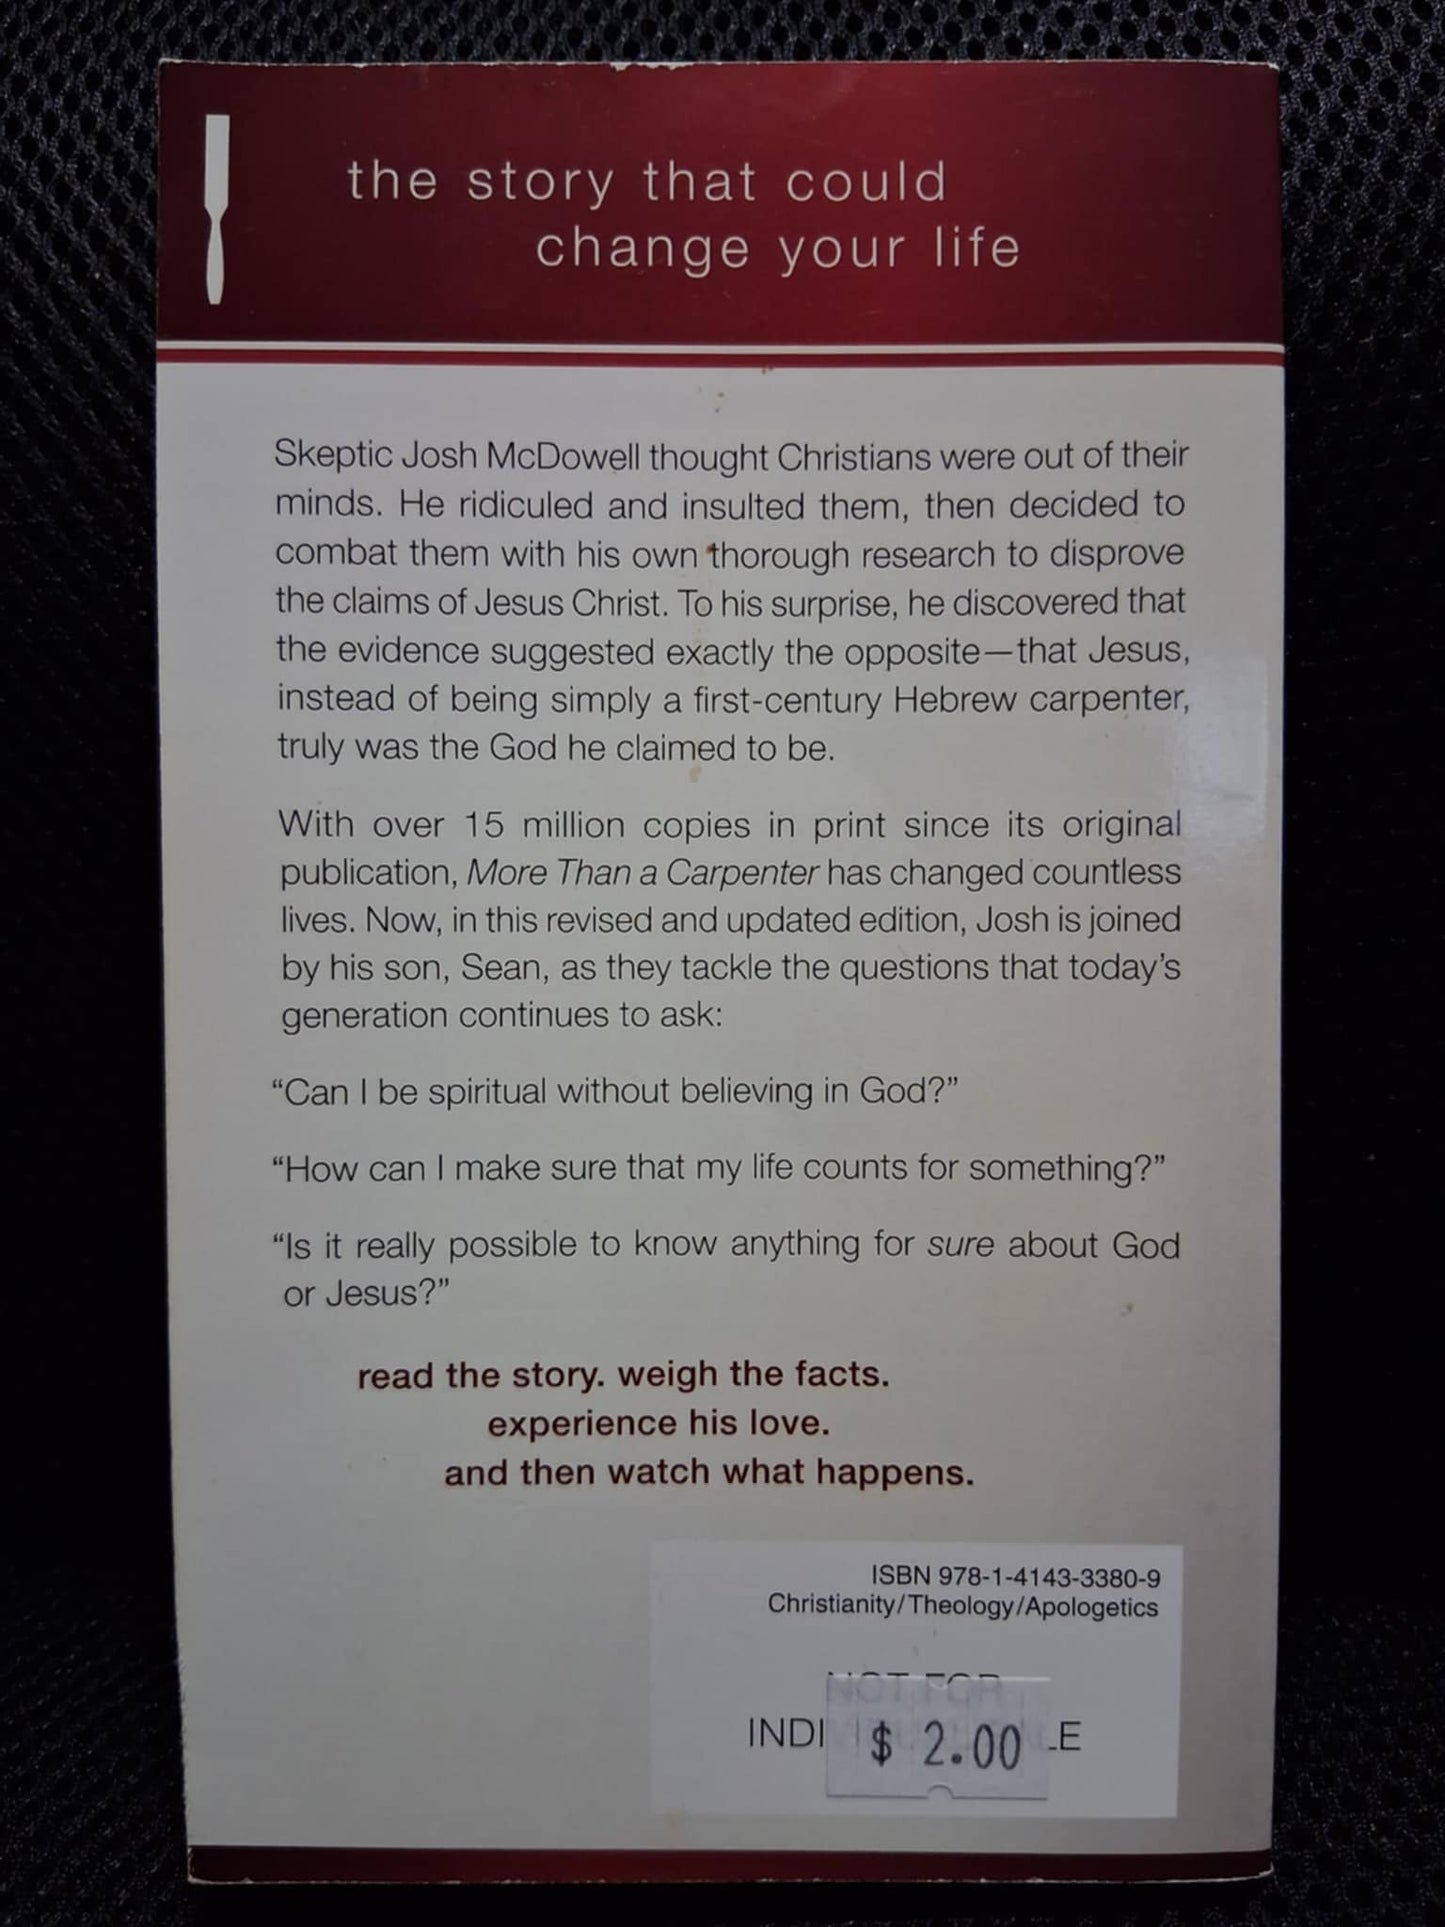 the story that could
change your life
Skeptic Josh McDowell thought Christians were out of their
minds. He ridiculed and insulted them, then decided to
combat them with his own thorough research to disprove
the claims of Jesus Christ. To his surprise, he discovered that
the evidence suggested exactly the opposite—that Jesus,
instead of being simply a first-century Hebrew carpenter,
truly was the God he claimed to be.
With over 15 million copies in print since its original
publication, More Than a Carpenter has changed countless
lives. Now, in this revised and updated edition, Josh is joined
by his son, Sean, as they tackle the questions that today's
generation continues to ask:
“Can I be spiritual without believing in God?”
“How can I make sure that my life counts for something?”
“Is it really possible to know anything for sure about God
or Jesus?”
read the story. weigh the facts.
experience his love.
and then watch what happens.
ISBN 978-1-4143-3380-9
Christianity/Theology/Apologetics
NOT FOR
INDI $ 2.00 LE